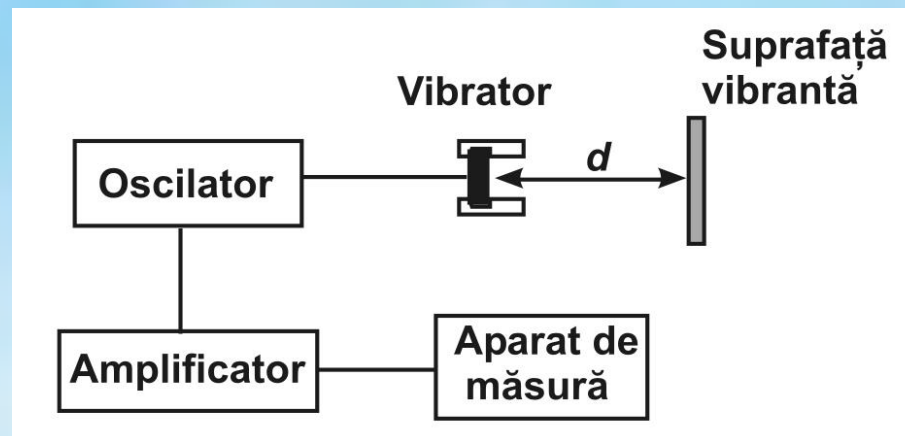 Suprafață
vibrantă
Vibrator
d
Oscilator
Amplificator
Aparat de
măsură